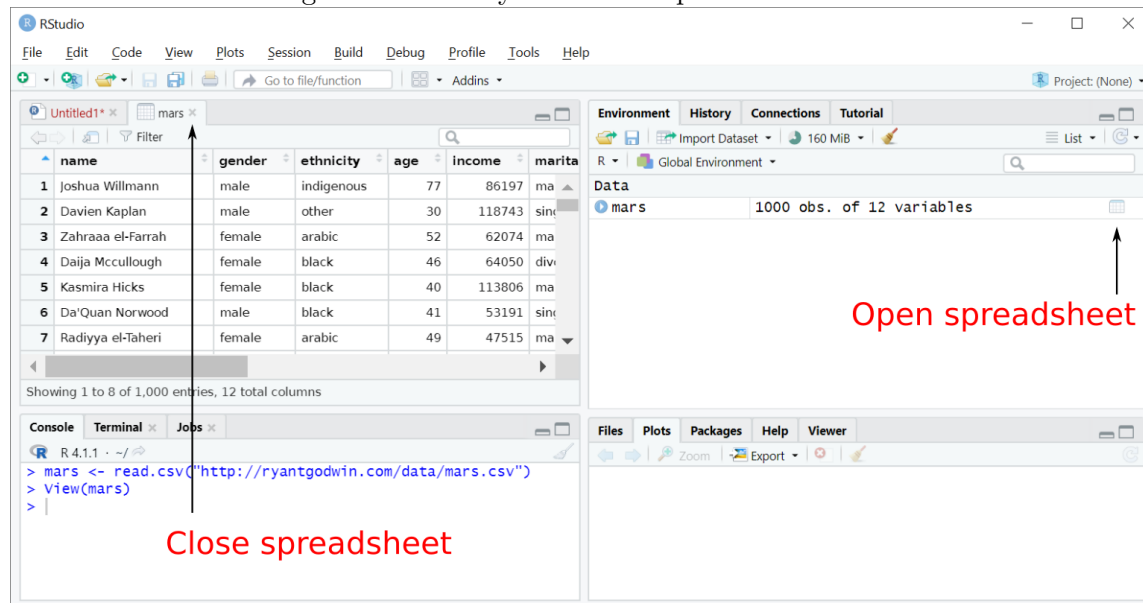 RStudio
File Edit Code View Plots Session Build Debug Profile Tools Help
Go to file/function Addins Project: (None)
Untitled1* mars
Filter
name gender ethnicity age income marita
1 Joshua Willmann male indigenous 77 86197 ma
2 Davien Kaplan male other 30 118743 sing
3 Zahraaa el-Farrah female arabic 52 62074 ma
4 Daija Mccullough female black 46 64050 div
5 Kasmira Hicks female black 40 113806 ma
6 Da'Quan Norwood male black 41 53191 sing
7 Radiyya el-Taheri female arabic 49 47515 ma
Showing 1 to 8 of 1,000 entries, 12 total columns
Environment History Connections Tutorial
Import Dataset 160 MiB List
R Global Environment
Data
mars 1000 obs. of 12 variables
Open spreadsheet
Console Terminal Jobs
R 4.1.1 · ~/
> mars <- read.csv("http://ryantgodwin.com/data/mars.csv")
> View(mars)
>
Close spreadsheet
Files Plots Packages Help Viewer
Zoom Export